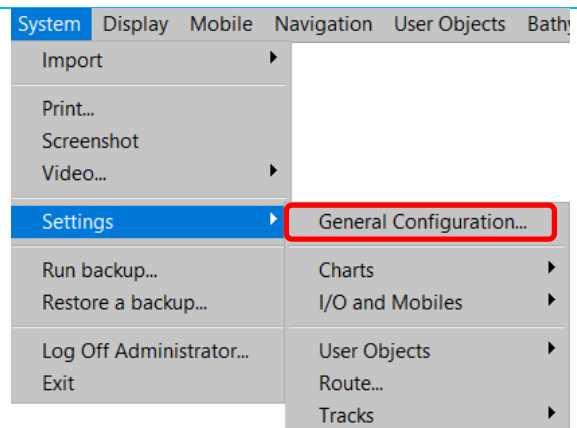 System Display Mobile Navigation User Objects Bathy
Import
Print...
Screenshot
Video...
Settings
Run backup...
Restore a backup...
Log Off Administrator...
Exit
General Configuration...
Charts
I/O and Mobiles
User Objects
Route...
Tracks